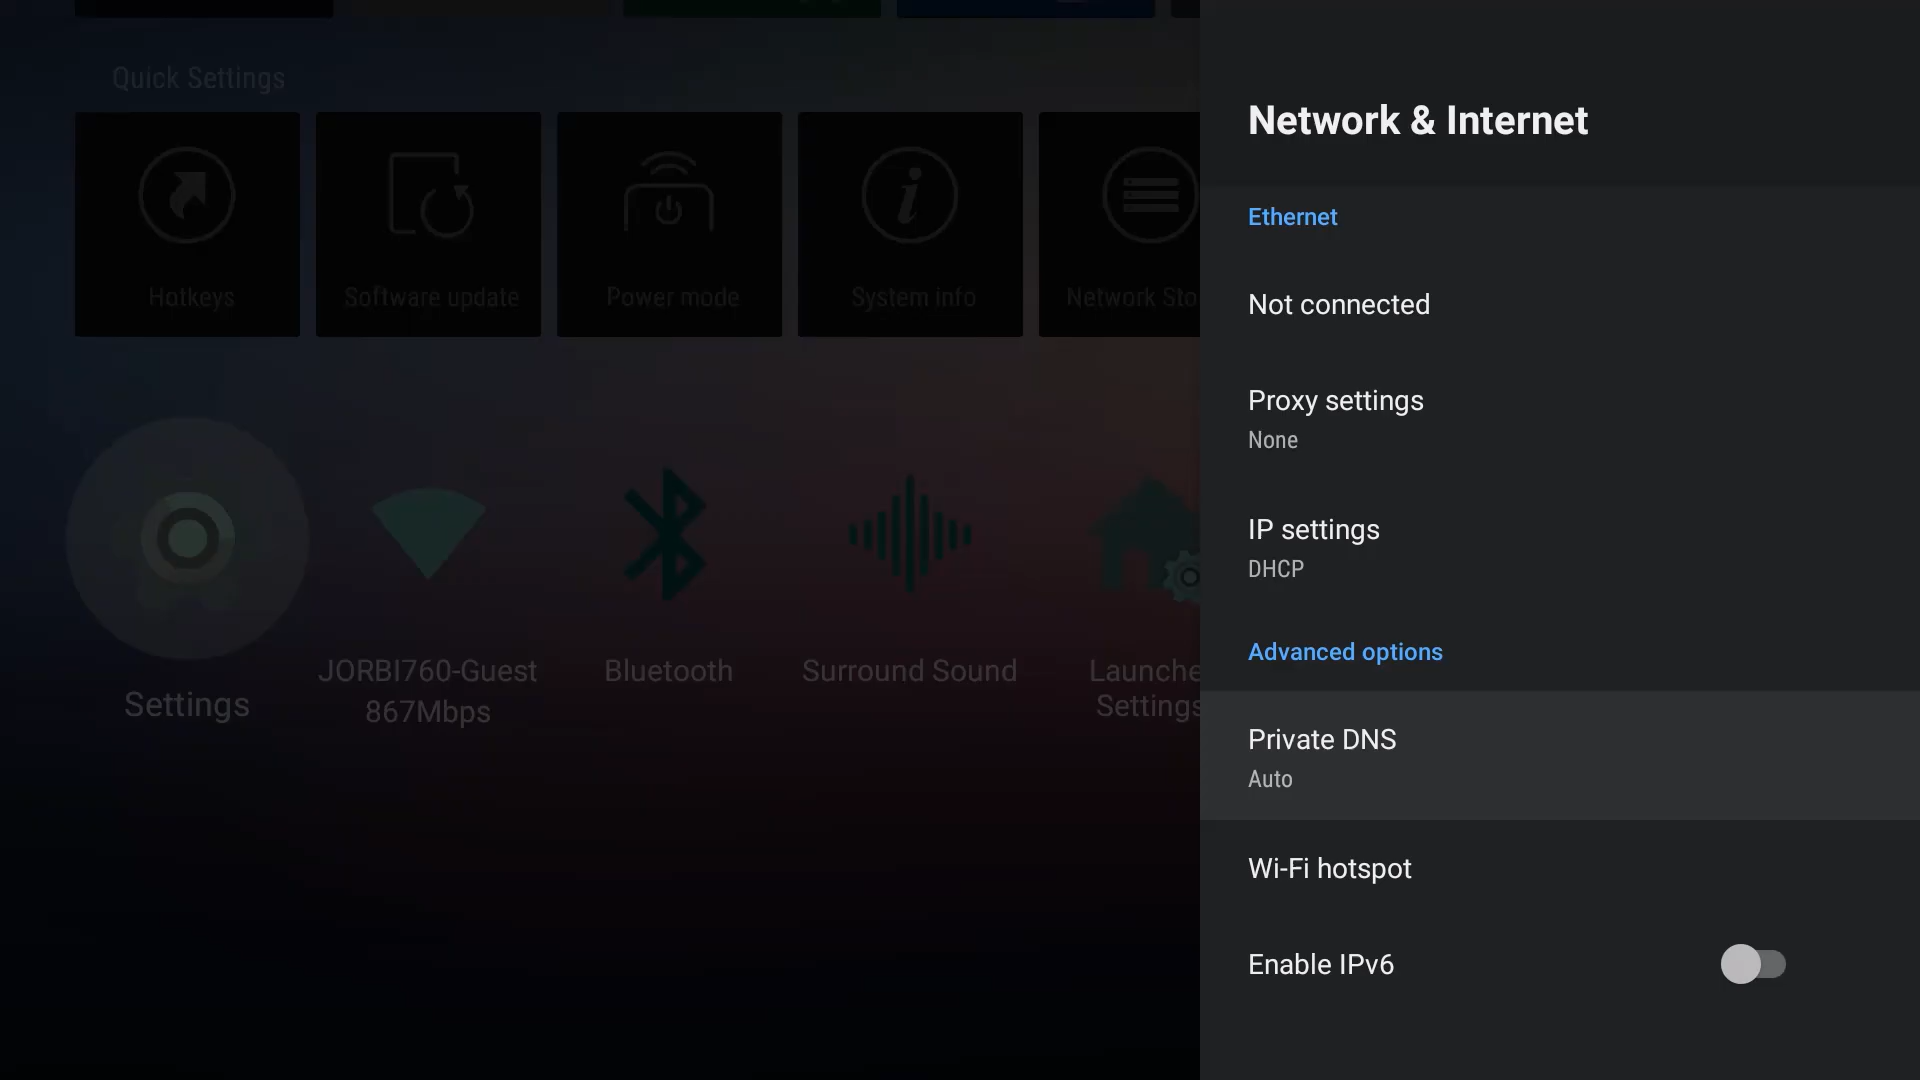 Quick Settings
Hotkeys
Software update
Power mode
System info
Network Sto
Settings
JORBI760-Guest
867Mbps
Bluetooth
Surround Sound
Launche
Settings
Network & Internet
Ethernet
Not connected
Proxy settings
None
IP settings
DHCP
Advanced options
Private DNS
Auto
Wi-Fi hotspot
Enable IPv6